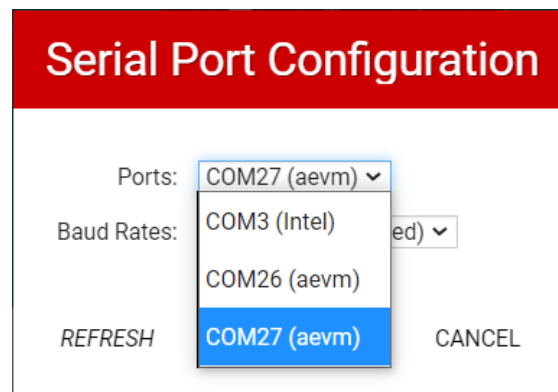 Serial Port Configuration
Ports: COM27 (aevm)
COM3 (Intel)
Baud Rates: ed)
COM26 (aevm)
REFRESH COM27 (aevm) CANCEL